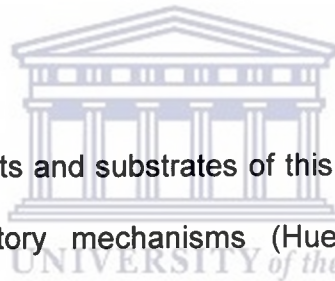 ts and substrates of this
tory mechanisms (Hue
UNIVERSITY of the